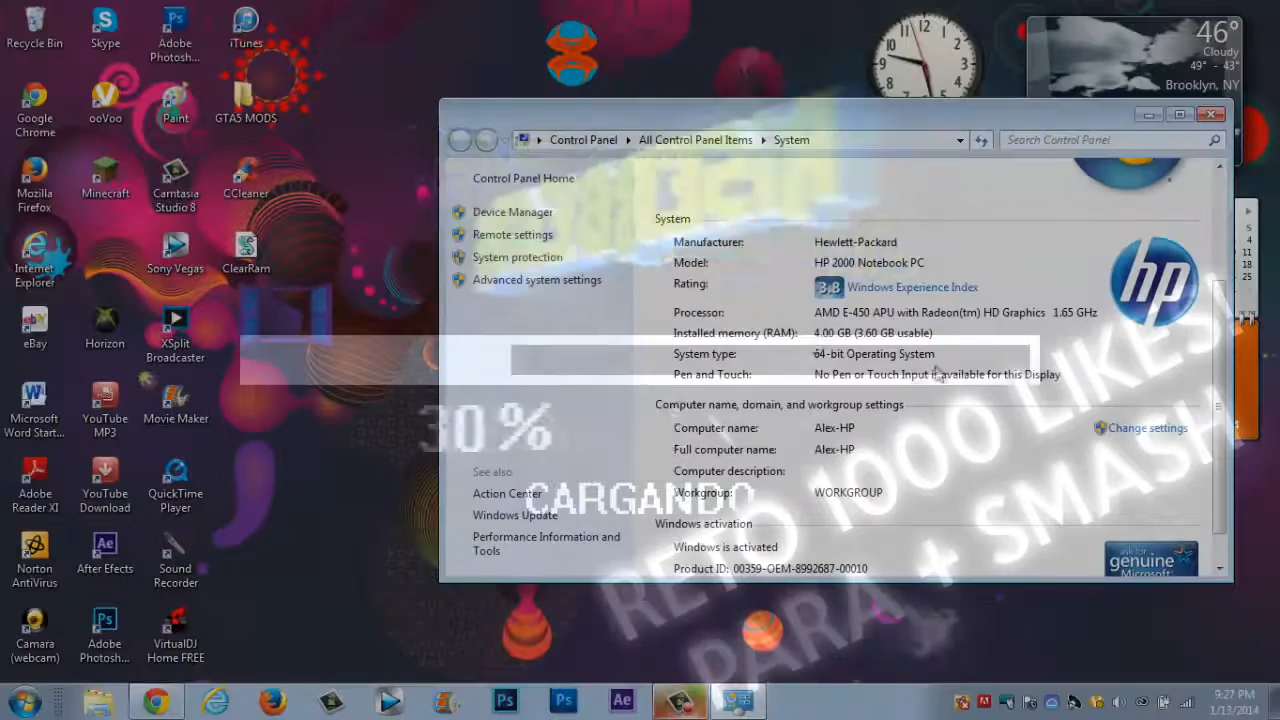 Recycle Bin
Skype
Adobe Photosh...
iTunes
Google Chrome
ooVoo
Paint
GTA5 MODS
Mozilla Firefox
Minecraft
Camtasia Studio 8
CCleaner
Internet Explorer
Sony Vegas
ClearRam
eBay
Horizon
XSplit Broadcaster
Microsoft Word Start...
YouTube MP3
Movie Maker
Adobe Reader XI
YouTube Download
QuickTime Player
Norton AntiVirus
After Efects
Sound Recorder
Camara (webcam)
Adobe Photosh...
VirtualDJ Home FREE
46°
Cloudy
49° - 43°
Brooklyn, NY
Control Panel
All Control Panel Items
System
Search Control Panel
Control Panel Home
Device Manager
Remote settings
System protection
Advanced system settings
See also
Action Center
Windows Update
Performance Information and
Tools
System
Manufacturer: Hewlett-Packard
Model: HP 2000 Notebook PC
Rating: 3.8 Windows Experience Index
Processor: AMD E-450 APU with Radeon(tm) HD Graphics 1.65 GHz
Installed memory (RAM): 4.00 GB (3.60 GB usable)
System type: 64-bit Operating System
Pen and Touch: No Pen or Touch Input is available for this Display
Computer name, domain, and workgroup settings
Computer name: Alex-HP
Change settings
Full computer name: Alex-HP
Computer description:
Workgroup: WORKGROUP
Windows activation
Windows is activated
Product ID: 00359-OEM-8992687-00010
hp
ask for
genuine
Microsoft
30%
CARGANDO
RETO 1000 LIKES!
PARA + SMASH!
9:27 PM
1/13/2014